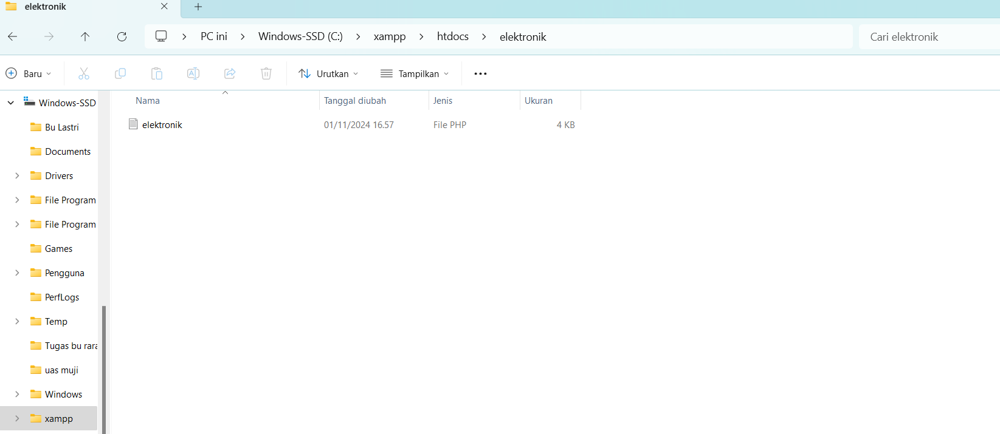 elektronik
PC ini > Windows-SSD (C:) > xampp > htdocs > elektronik
Cari elektronik
Baru
Urutkan
Tampilkan
Nama
Tanggal diubah
Jenis
Ukuran
elektronik
01/11/2024 16.57
File PHP
4 KB
Windows-SSD
Bu Lastri
Documents
Drivers
File Program
File Program
Games
Pengguna
PerfLogs
Temp
Tugas bu rara
uas muji
Windows
xampp